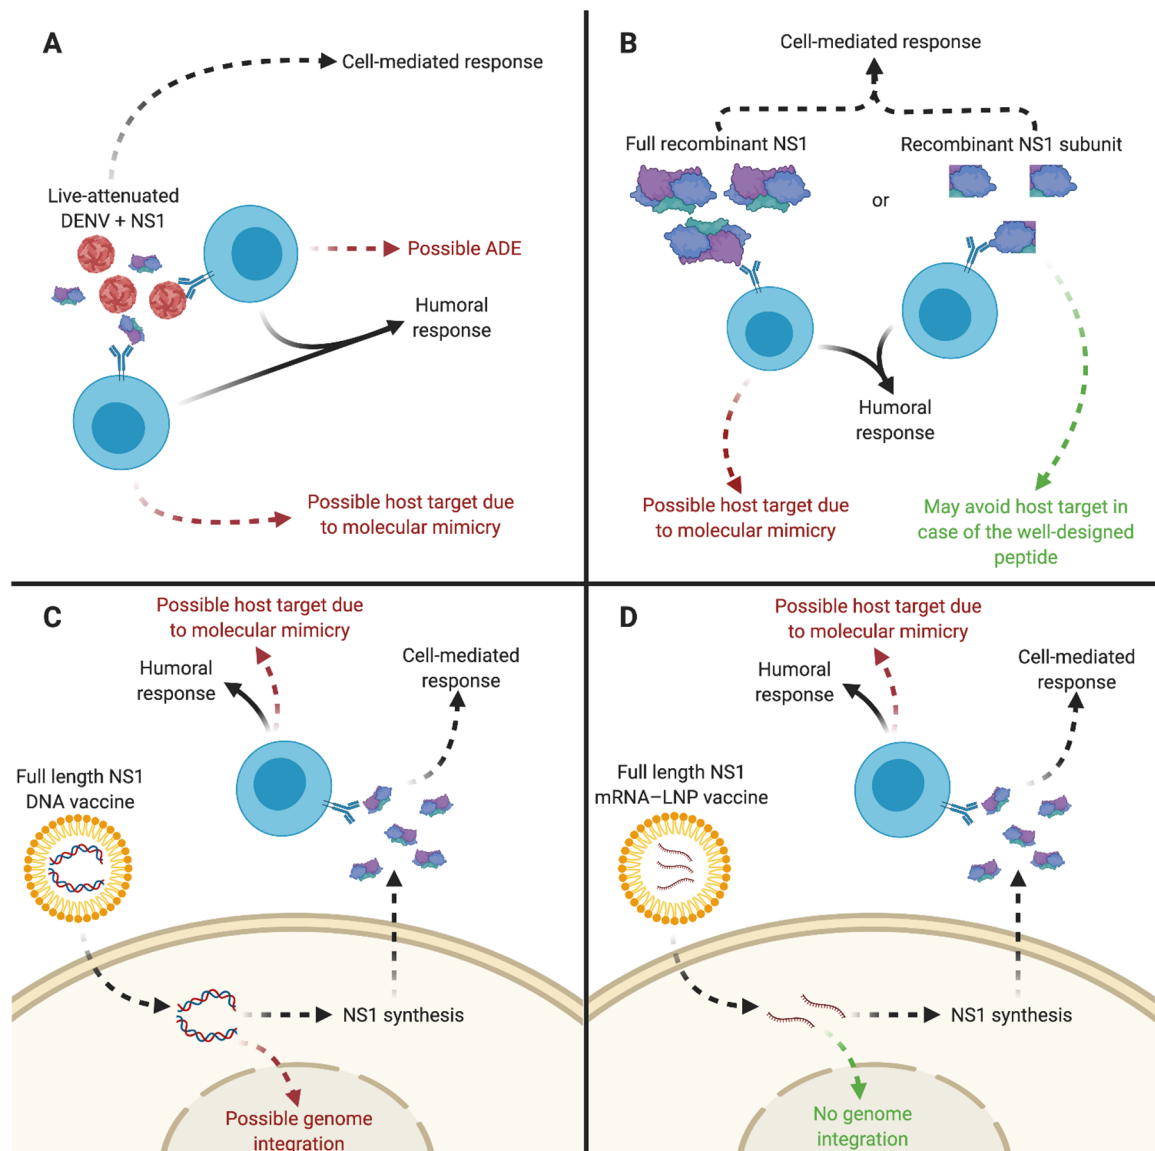 A
Cell-mediated response
Live-attenuated
DENV + NS1
Possible ADE
Humoral
response
Possible host target due
to molecular mimicry
B
Cell-mediated response
Full recombinant NS1
or
Recombinant NS1 subunit
Humoral
response
Possible host target due
to molecular mimicry
May avoid host target in
case of the well-designed
peptide
C
Possible host target due
to molecular mimicry
Humoral
response
Cell-mediated
response
Full length NS1
DNA vaccine
NS1 synthesis
Possible genome
integration
D
Possible host target due
to molecular mimicry
Humoral
response
Cell-mediated
response
Full length NS1
mRNA–LNP vaccine
NS1 synthesis
No genome
integration